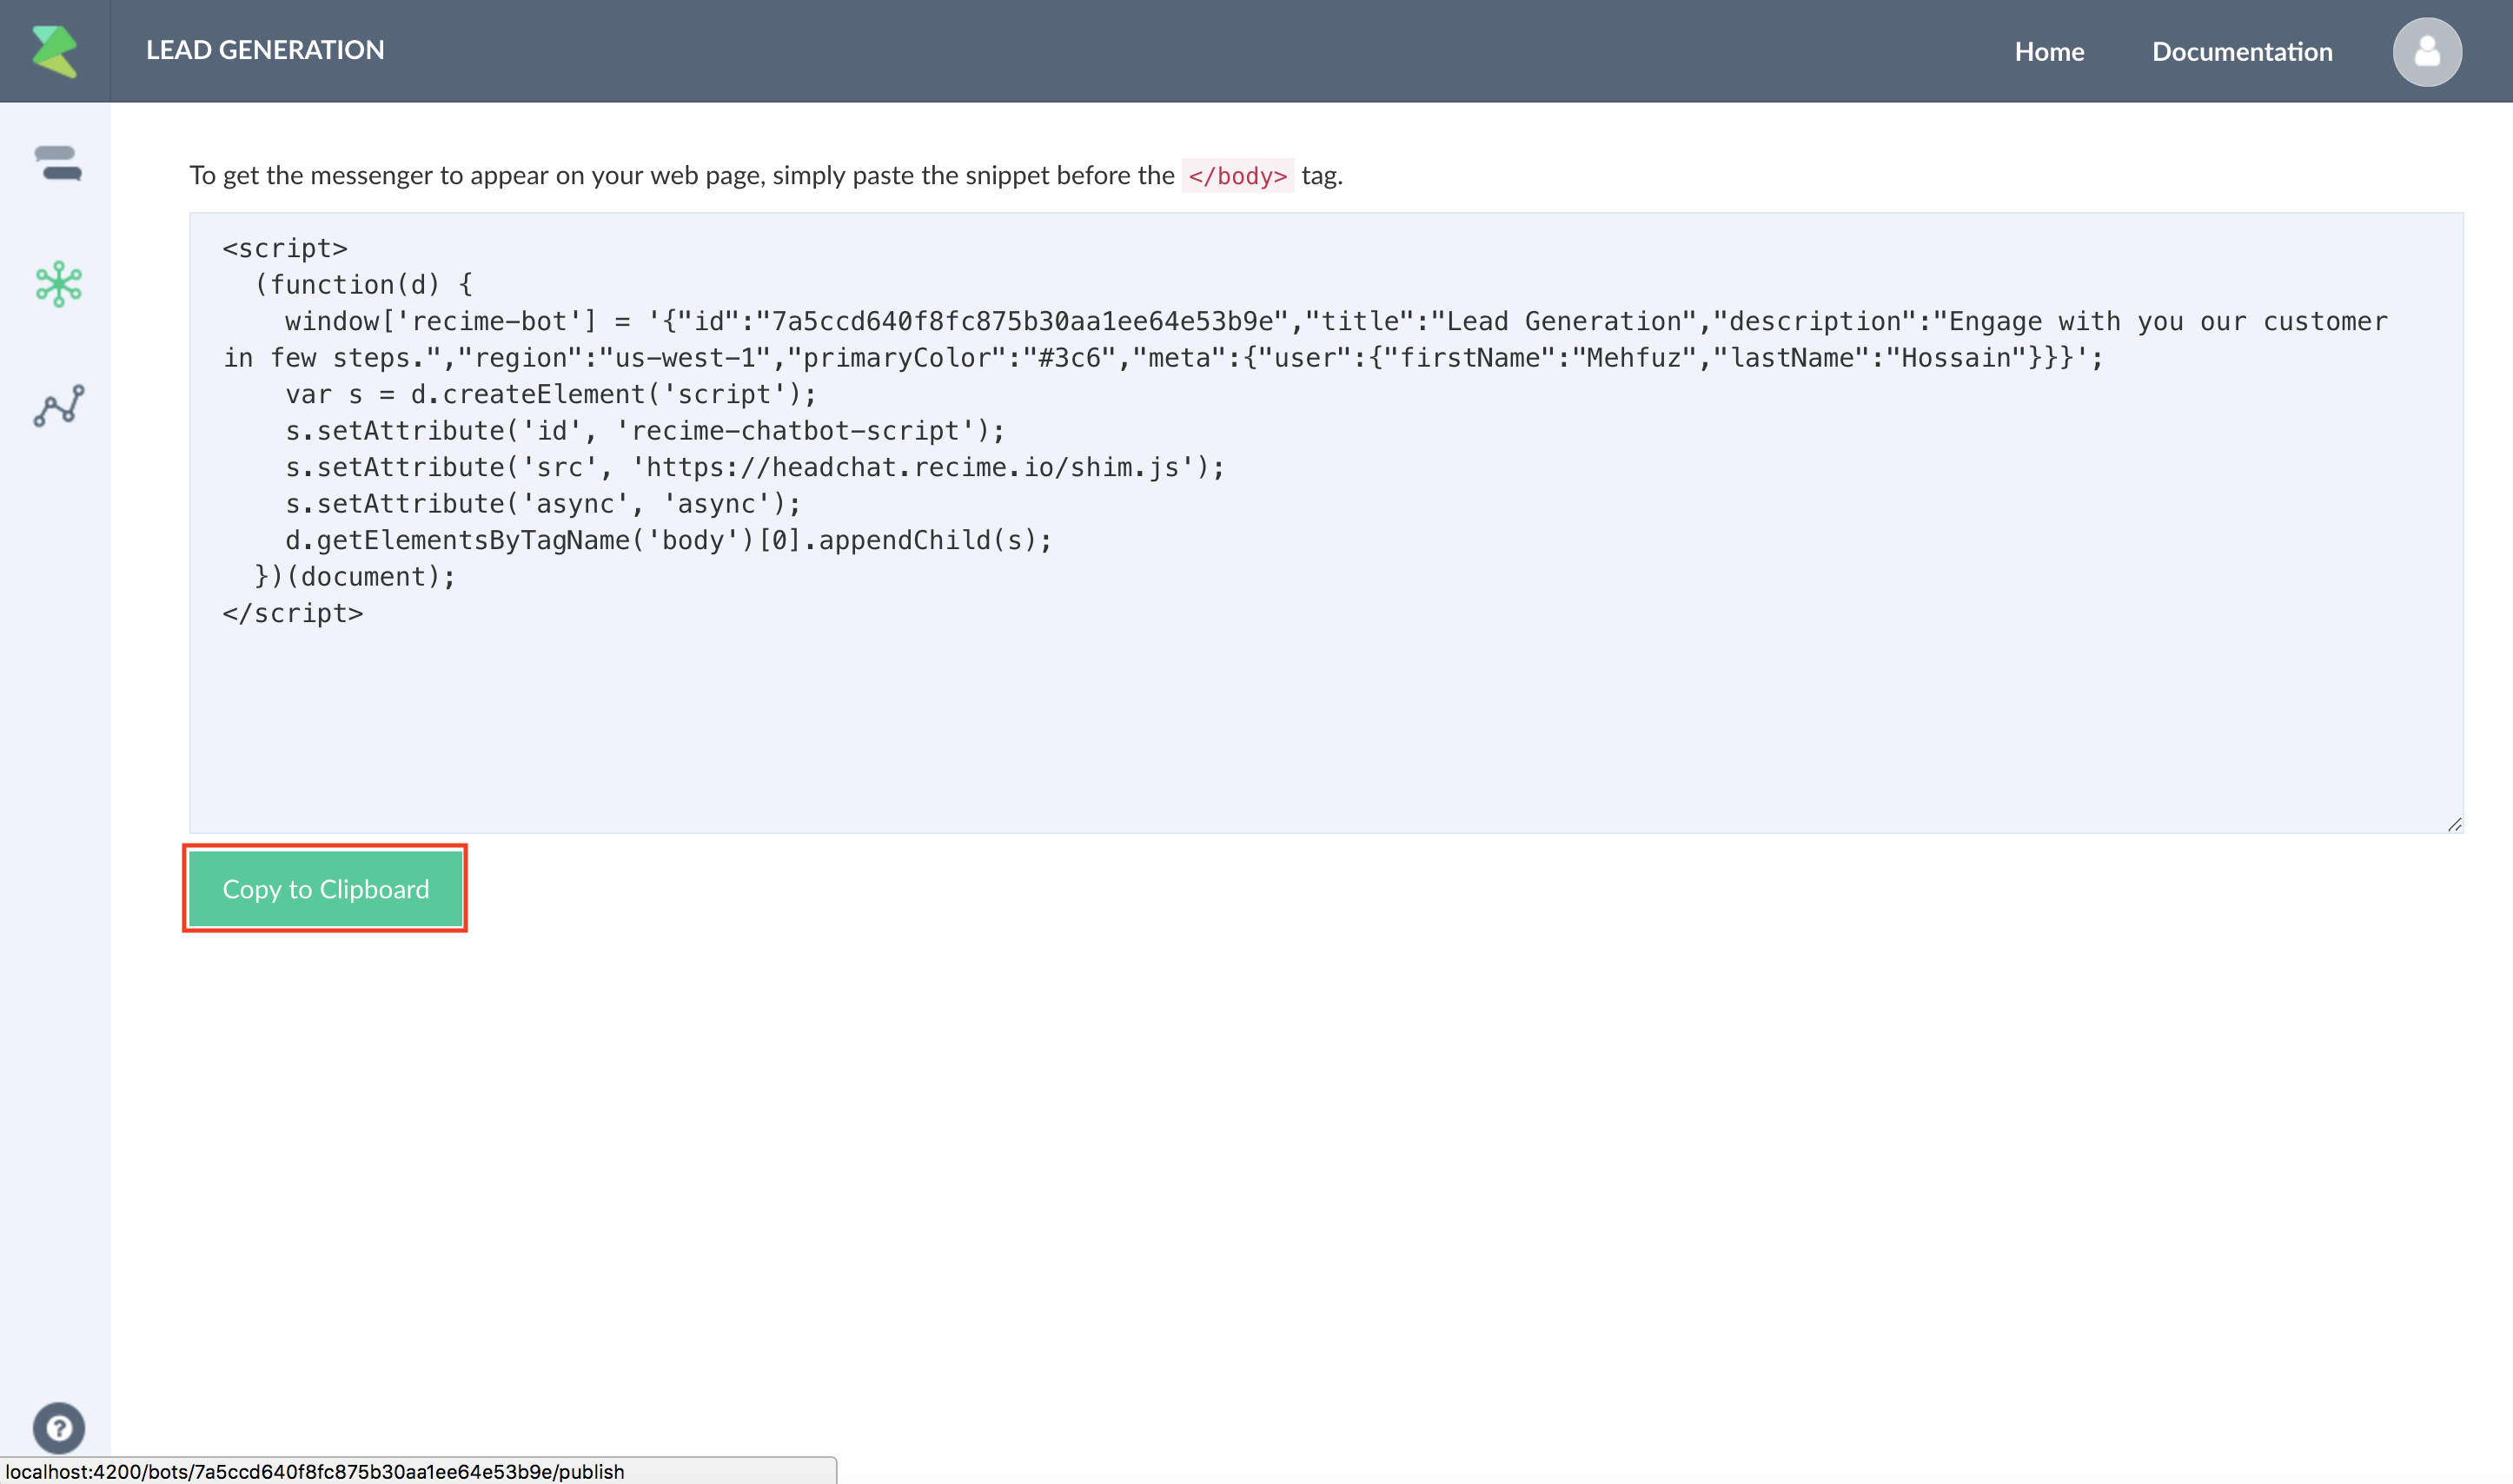 LEAD GENERATION
Home
Documentation
To get the messenger to appear on your web page, simply paste the snippet before the </body> tag.
<script>
(function(d) {
window['recime-bot'] = '{"id":"7a5ccd640f8fc875b30aa1ee64e53b9e","title":"Lead Generation","description":"Engage with you our customer
in few steps.","region":"us-west-1","primaryColor":"#3c6","meta":{"user":{"firstName":"Mehfuz","lastName":"Hossain"}}}';
var s = d.createElement('script');
s.setAttribute('id', 'recime-chatbot-script');
s.setAttribute('src', 'https://headchat.recime.io/shim.js');
s.setAttribute('async', 'async');
d.getElementsByTagName('body')[0].appendChild(s);
})(document);
</script>
Copy to Clipboard
?
localhost:4200/bots/7a5ccd640f8fc875b30aa1ee64e53b9e/publish